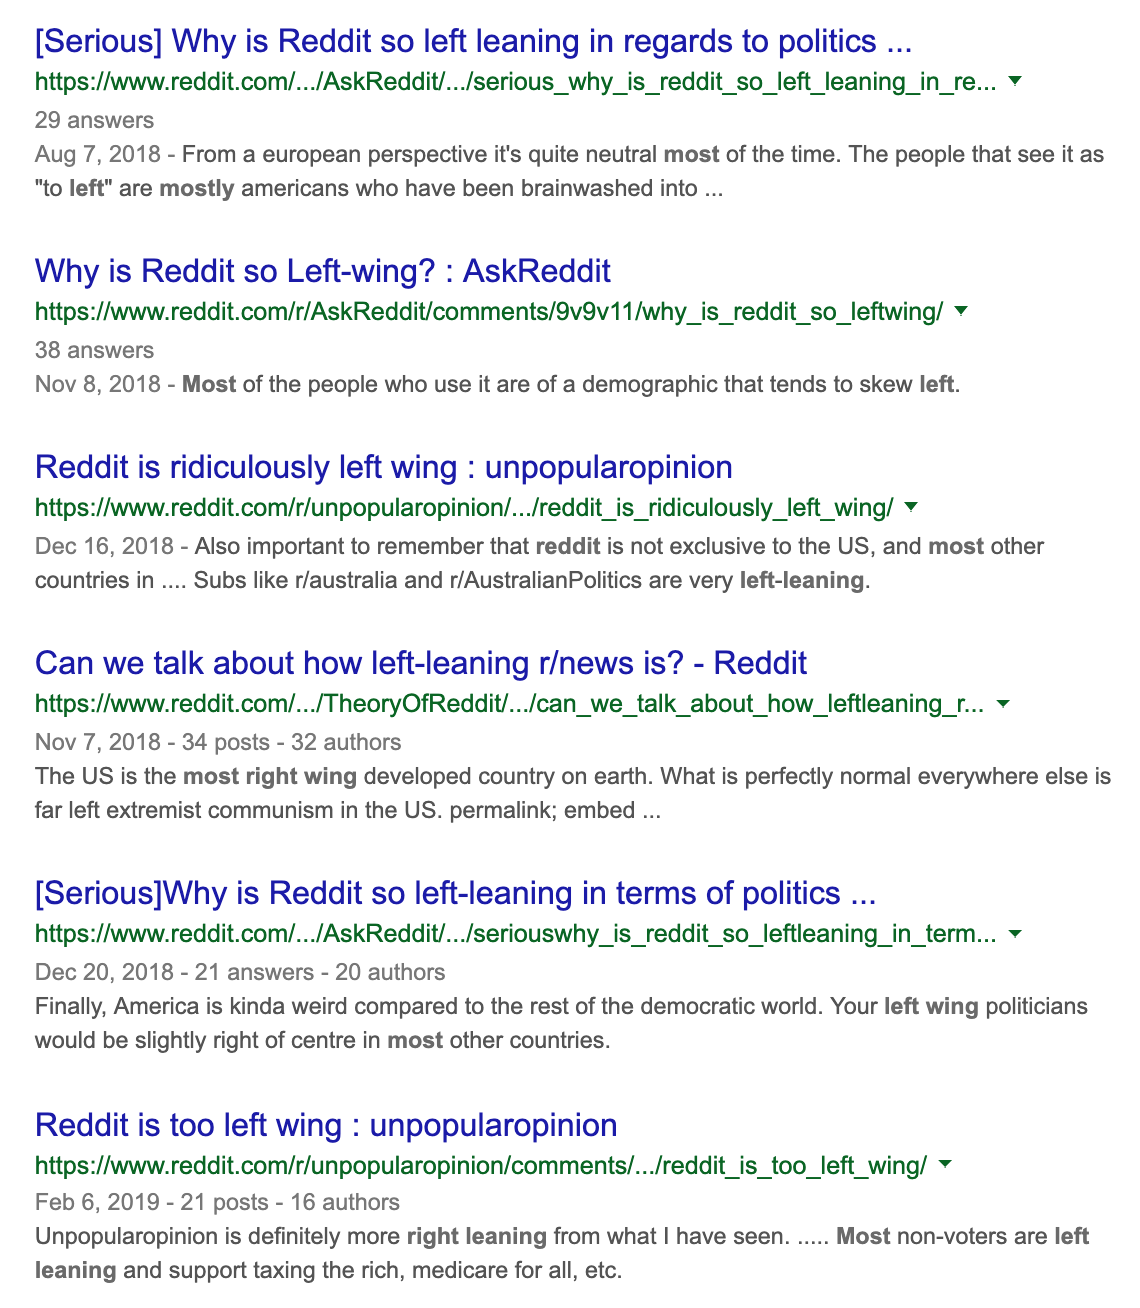 [Serious] Why is Reddit so left leaning in regards to politics ...
https://www.reddit.com/.../AskReddit/.../serious_why_is_reddit_so_left_leaning_in_re...
29 answers
Aug 7, 2018 - From a european perspective it's quite neutral most of the time. The people that see it as
"to left" are mostly americans who have been brainwashed into ...
Why is Reddit so Left-wing? : AskReddit
https://www.reddit.com/r/AskReddit/comments/9v9v11/why_is_reddit_so_leftwing/
38 answers
Nov 8, 2018 - Most of the people who use it are of a demographic that tends to skew left.
Reddit is ridiculously left wing : unpopularopinion
https://www.reddit.com/r/unpopularopinion/.../reddit_is_ridiculously_left_wing/
Dec 16, 2018 - Also important to remember that reddit is not exclusive to the US, and most other
countries in .... Subs like r/australia and r/AustralianPolitics are very left-leaning.
Can we talk about how left-leaning r/news is? - Reddit
https://www.reddit.com/.../TheoryOfReddit/.../can_we_talk_about_how_leftleaning_r...
Nov 7, 2018 - 34 posts - 32 authors
The US is the most right wing developed country on earth. What is perfectly normal everywhere else is
far left extremist communism in the US. permalink; embed ...
[Serious]Why is Reddit so left-leaning in terms of politics ...
https://www.reddit.com/.../AskReddit/.../seriouswhy_is_reddit_so_leftleaning_in_term...
Dec 20, 2018 - 21 answers - 20 authors
Finally, America is kinda weird compared to the rest of the democratic world. Your left wing politicians
would be slightly right of centre in most other countries.
Reddit is too left wing : unpopularopinion
https://www.reddit.com/r/unpopularopinion/comments/.../reddit_is_too_left_wing/
Feb 6, 2019 - 21 posts - 16 authors
Unpopularopinion is definitely more right leaning from what I have seen. ..... Most non-voters are left
leaning and support taxing the rich, medicare for all, etc.